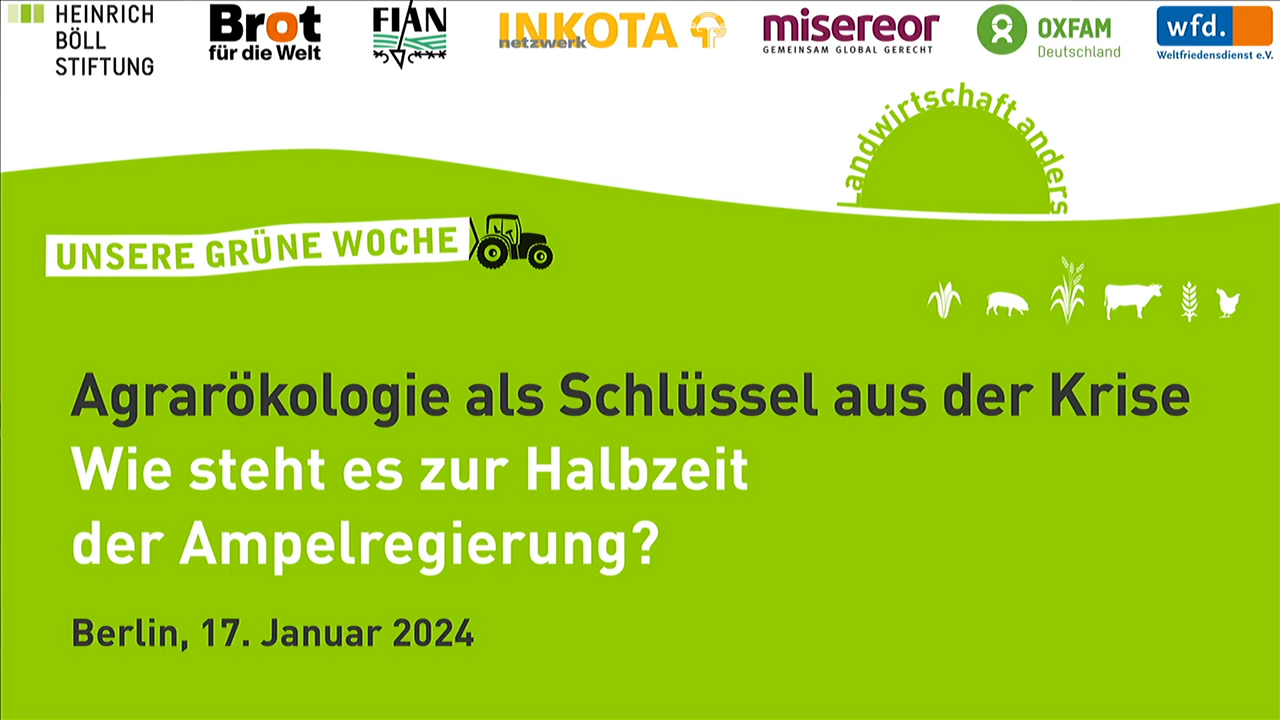 HEINRICH
BÖLL
STIFTUNG
Brot
für die Welt
FIAN
INKOTA
netzwerk
misereor
GEMEINSAM GLOBAL GERECHT
OXFAM
Deutschland
wfd.
Weltfriedensdienst e.V.
Landwirtschaft anders
UNSERE GRÜNE WOCHE
Agrarökologie als Schlüssel aus der Krise
Wie steht es zur Halbzeit
der Ampelregierung?
Berlin, 17. Januar 2024